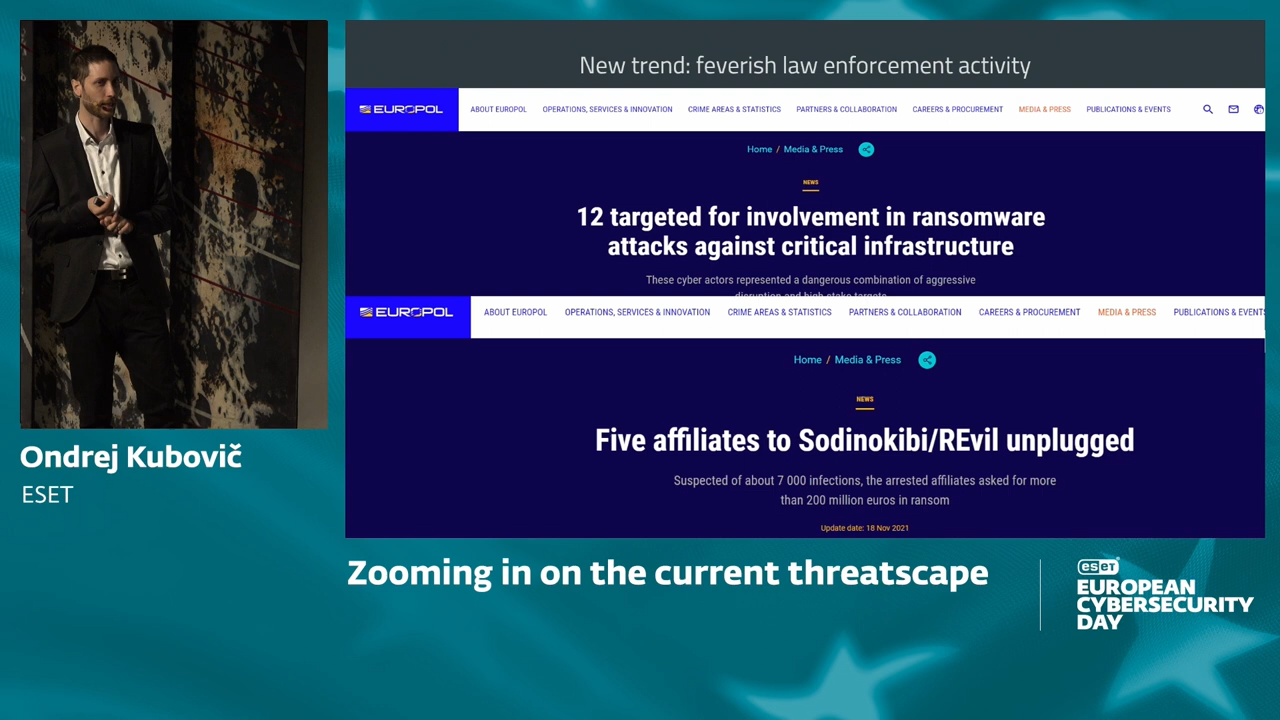 New trend: feverish law enforcement activity
EUROPOL ABOUT EUROPOL OPERATIONS, SERVICES & INNOVATION CRIME AREAS & STATISTICS PARTNERS & COLLABORATION CAREERS & PROCUREMENT MEDIA & PRESS PUBLICATIONS & EVENTS
Home / Media & Press
NEWS
12 targeted for involvement in ransomware
attacks against critical infrastructure
These cyber actors represented a dangerous combination of aggressive
disruption and high stake targets
EUROPOL ABOUT EUROPOL OPERATIONS, SERVICES & INNOVATION CRIME AREAS & STATISTICS PARTNERS & COLLABORATION CAREERS & PROCUREMENT MEDIA & PRESS PUBLICATIONS & EVENTS
Home / Media & Press
NEWS
Five affiliates to Sodinokibi/REvil unplugged
Suspected of about 7 000 infections, the arrested affiliates asked for more
than 200 million euros in ransom
Update date: 18 Nov 2021
Ondrej Kubovič
ESET
Zooming in on the current threatscape
eset
EUROPEAN
CYBERSECURITY
DAY